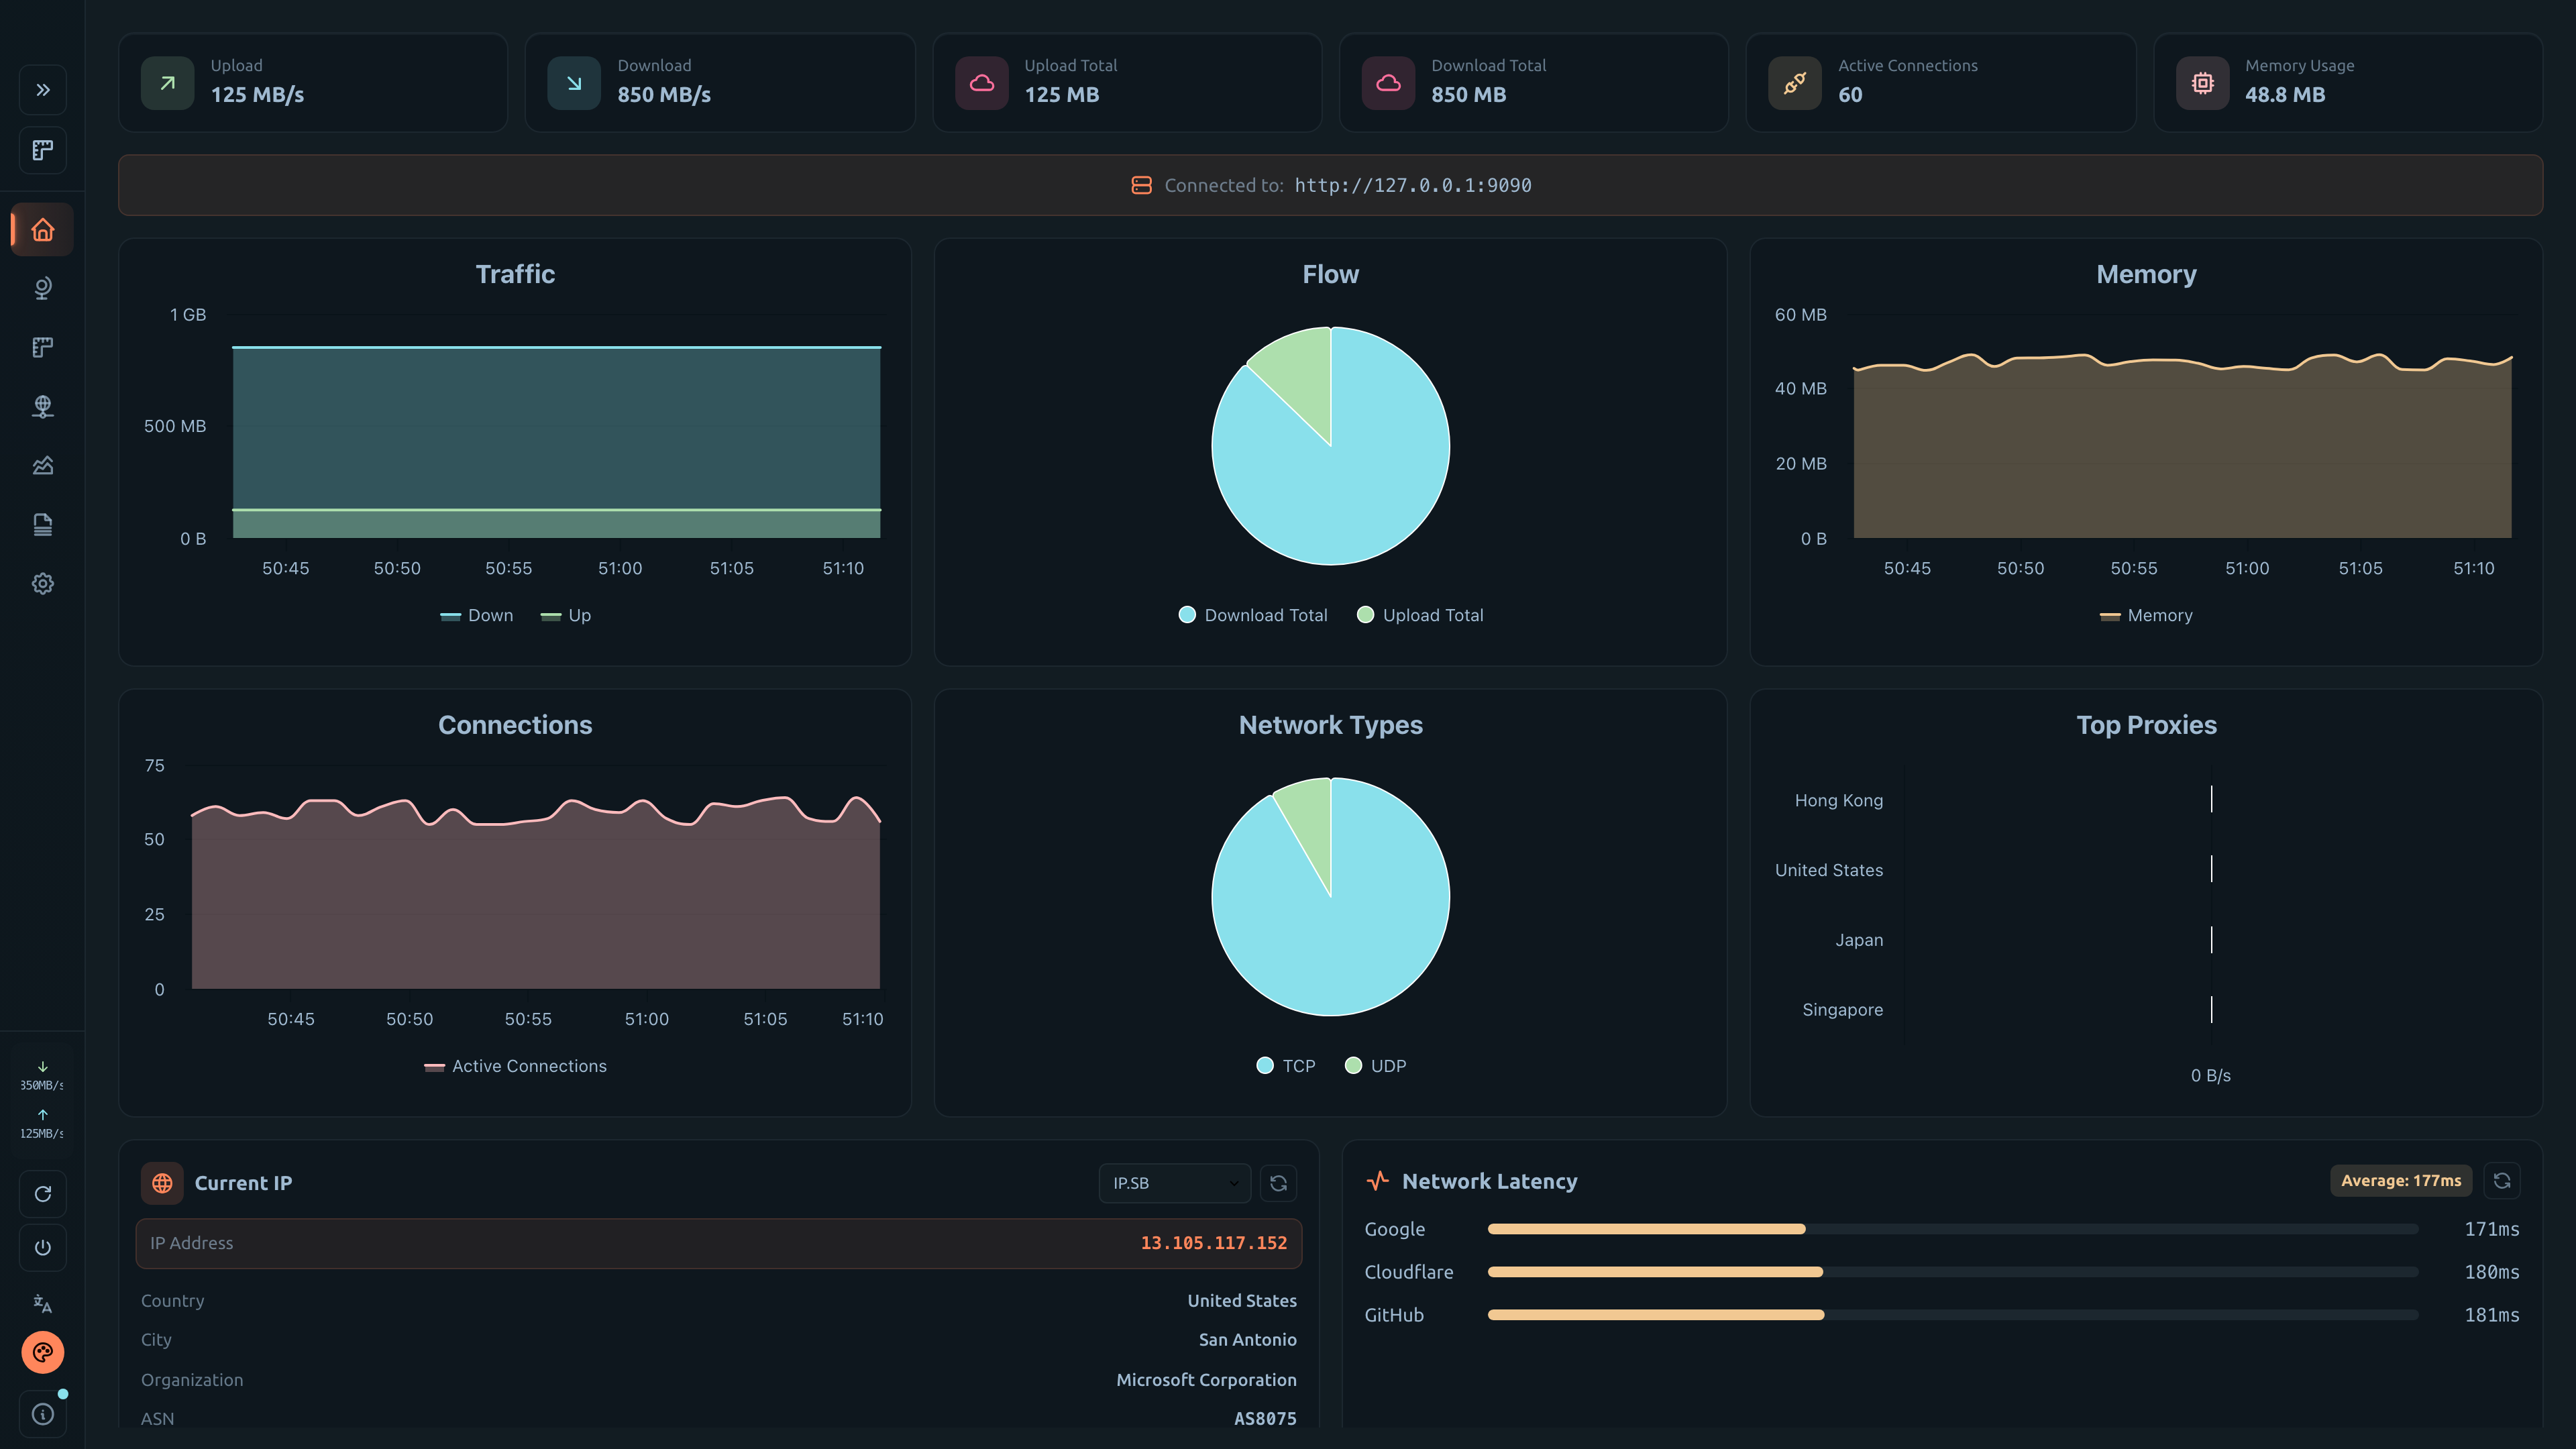 Upload
125 MB/s
Download
850 MB/s
Upload Total
125 MB
Download Total
850 MB
Active Connections
60
Memory Usage
48.8 MB
Connected to: http://127.0.0.1:9090
Traffic
1 GB
500 MB
0 B
50:45 50:50 50:55 51:00 51:05 51:10
Down Up
Flow
Download Total Upload Total
Memory
60 MB
40 MB
20 MB
0 B
50:45 50:50 50:55 51:00 51:05 51:10
Memory
Connections
75
50
25
0
50:45 50:50 50:55 51:00 51:05 51:10
Active Connections
Network Types
TCP UDP
Top Proxies
Hong Kong
United States
Japan
Singapore
0 B/s
850MB/s
125MB/s
Current IP
IP.SB
IP Address 13.105.117.152
Country United States
City San Antonio
Organization Microsoft Corporation
ASN AS8075
Network Latency
Average: 177ms
Google 171ms
Cloudflare 180ms
GitHub 181ms